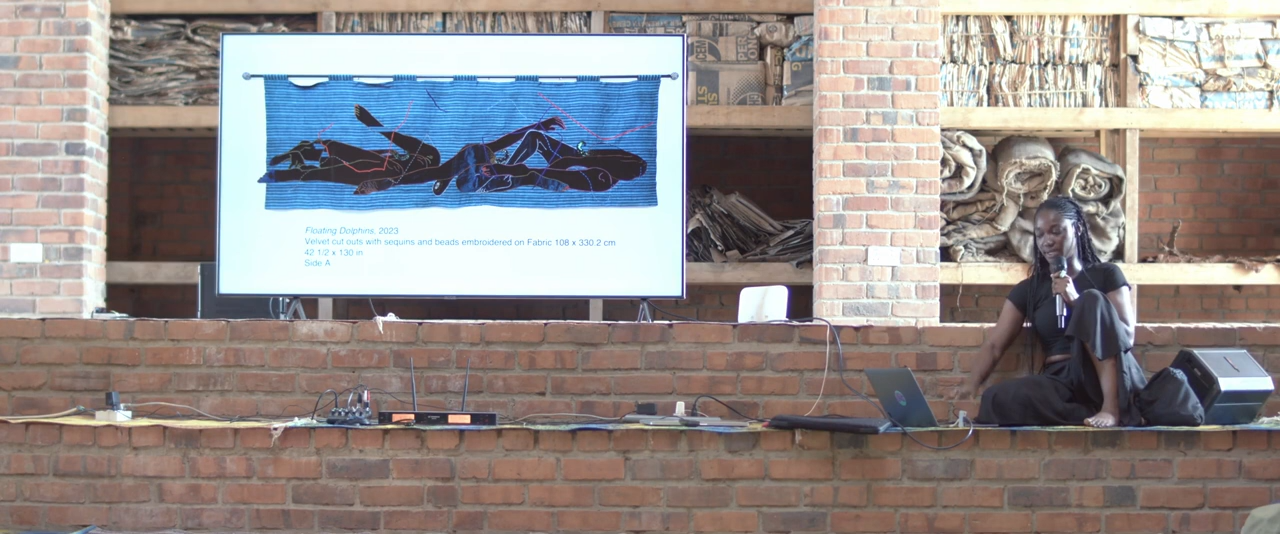 Floating Dolphins, 2023
Velvet cut outs with sequins and beads embroidered on Fabric 108 x 330.2 cm
42 1/2 x 130 in
Side A